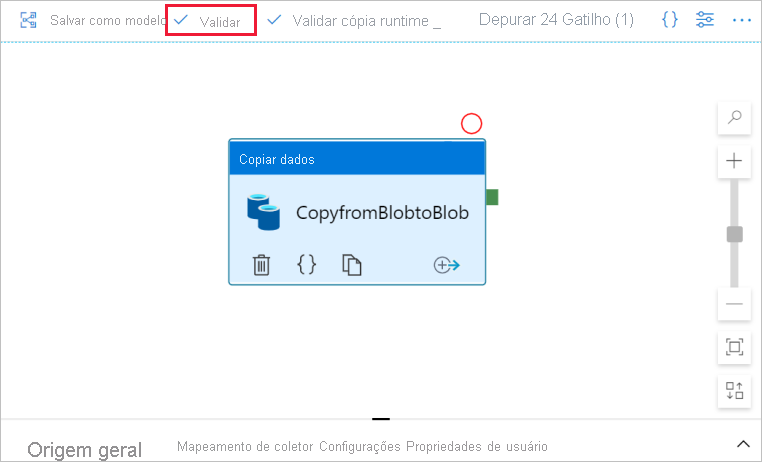 Salvar como modelo Validar Validar cópia runtime _ Depurar 24 Gatilho (1)
Copiar dados
CopyfromBlobtoBlob
Origem geral Mapeamento de coletor Configurações Propriedades de usuário